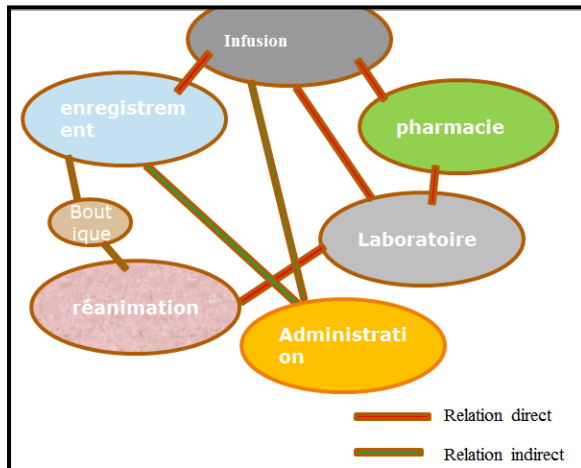 Infusion
enregistrem
ent
pharmacie
Bout
ique
Laboratoire
réanimation
Administrati
on
Relation direct
Relation indirect